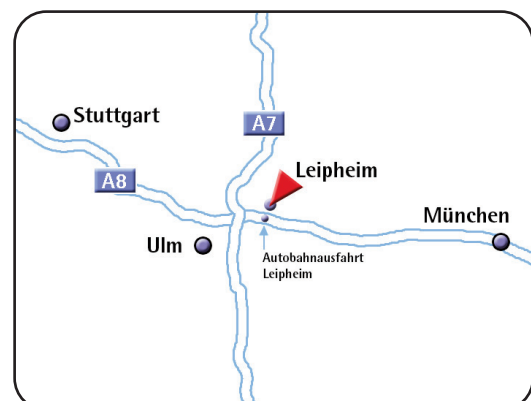 Stuttgart
A7
Leipheim
A8
München
Ulm
Autobahnausfahrt
Leipheim